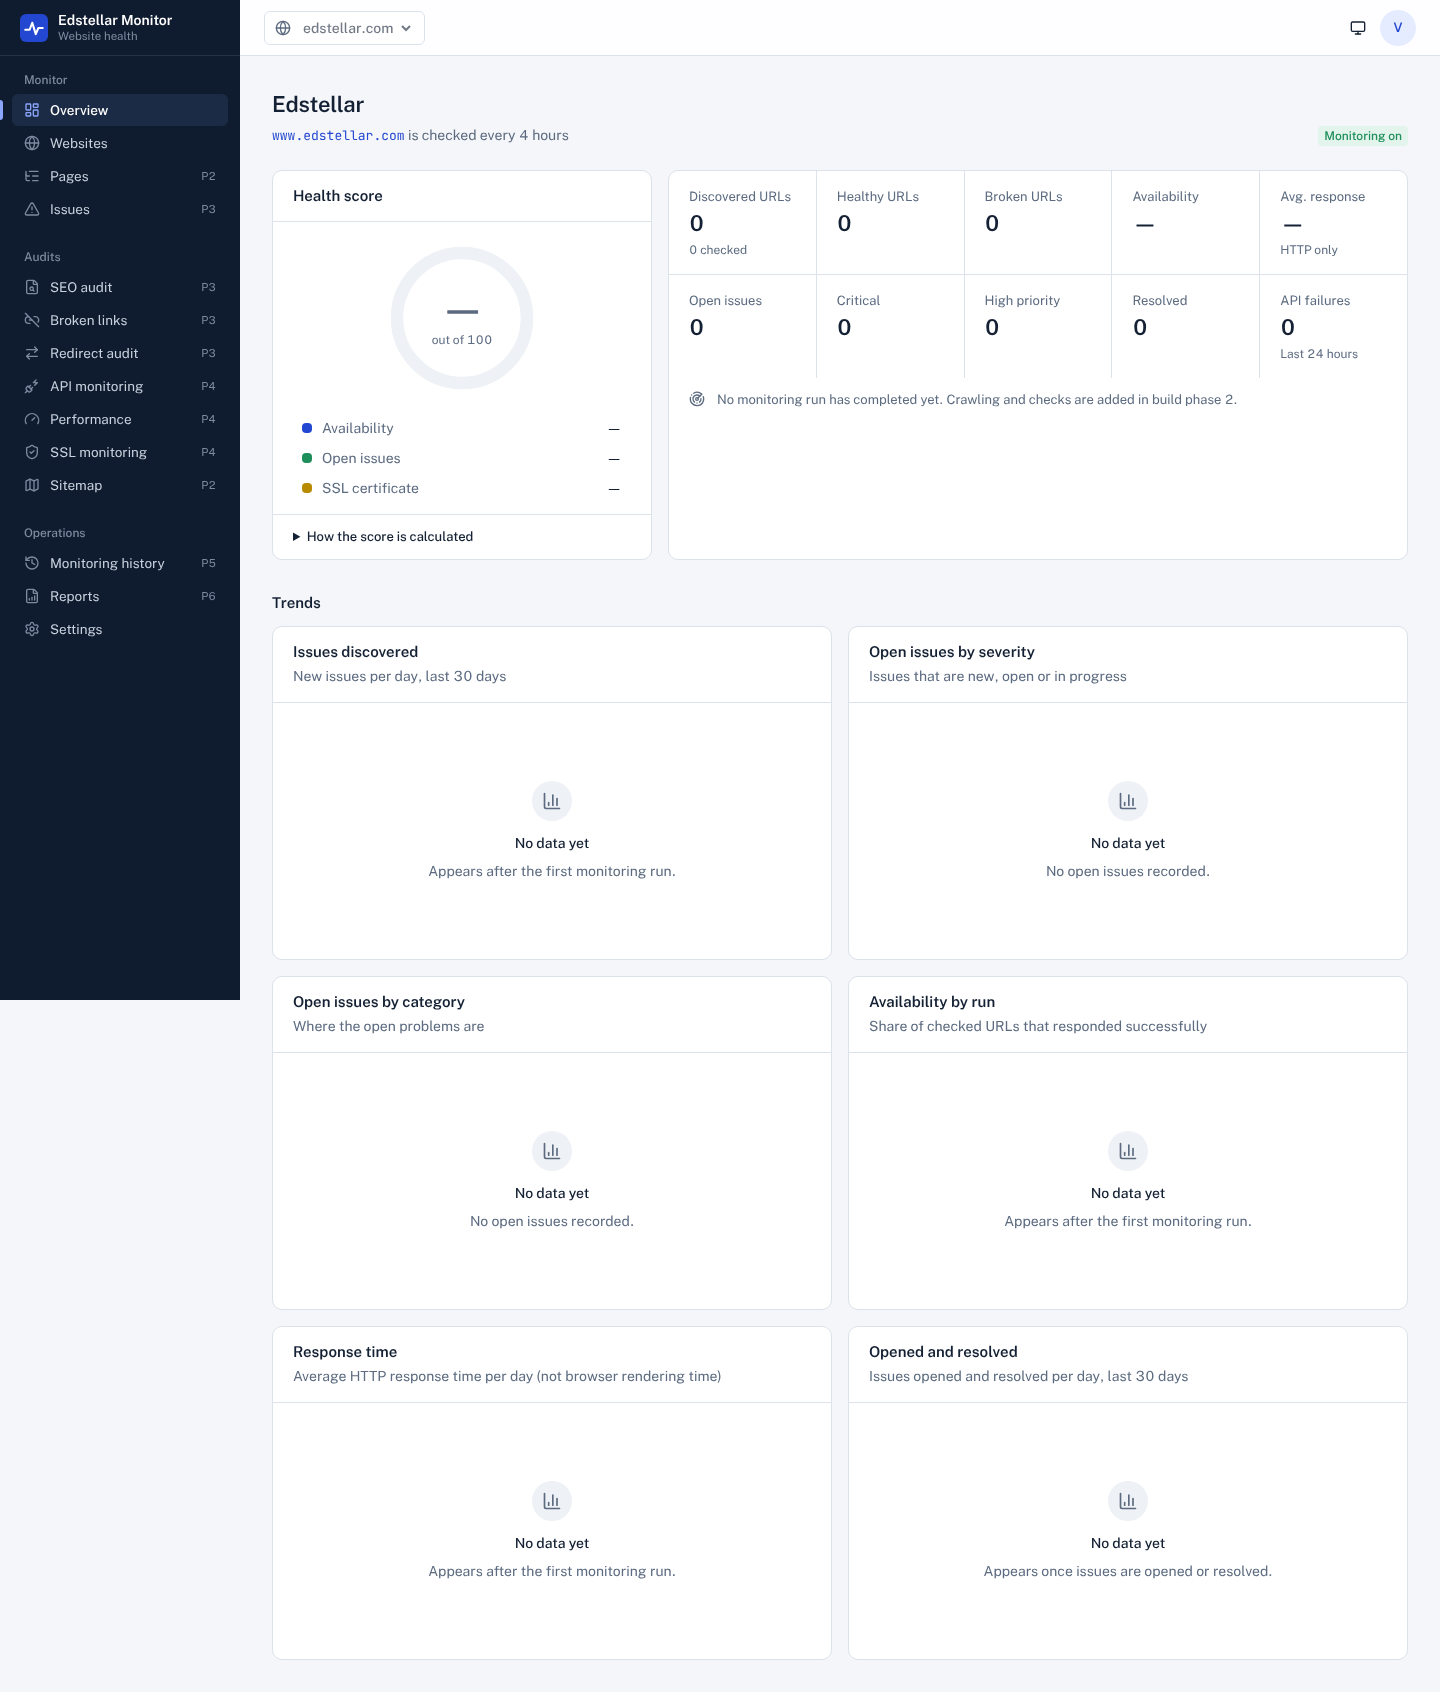 Edstellar Monitor
Website health
edstellar.com
V
Monitor
Overview
Websites
Pages P2
Issues P3
Audits
SEO audit P3
Broken links P3
Redirect audit P3
API monitoring P4
Performance P4
SSL monitoring P4
Sitemap P2
Operations
Monitoring history P5
Reports P6
Settings
Edstellar
www.edstellar.com is checked every 4 hours
Monitoring on
Health score
—
out of 100
Availability —
Open issues —
SSL certificate —
How the score is calculated
Discovered URLs
0
0 checked
Healthy URLs
0
Broken URLs
0
Availability
—
Avg. response
—
HTTP only
Open issues
0
Critical
0
High priority
0
Resolved
0
API failures
0
Last 24 hours
No monitoring run has completed yet. Crawling and checks are added in build phase 2.
Trends
Issues discovered
New issues per day, last 30 days
No data yet
Appears after the first monitoring run.
Open issues by severity
Issues that are new, open or in progress
No data yet
No open issues recorded.
Open issues by category
Where the open problems are
No data yet
No open issues recorded.
Availability by run
Share of checked URLs that responded successfully
No data yet
Appears after the first monitoring run.
Response time
Average HTTP response time per day (not browser rendering time)
No data yet
Appears after the first monitoring run.
Opened and resolved
Issues opened and resolved per day, last 30 days
No data yet
Appears once issues are opened or resolved.